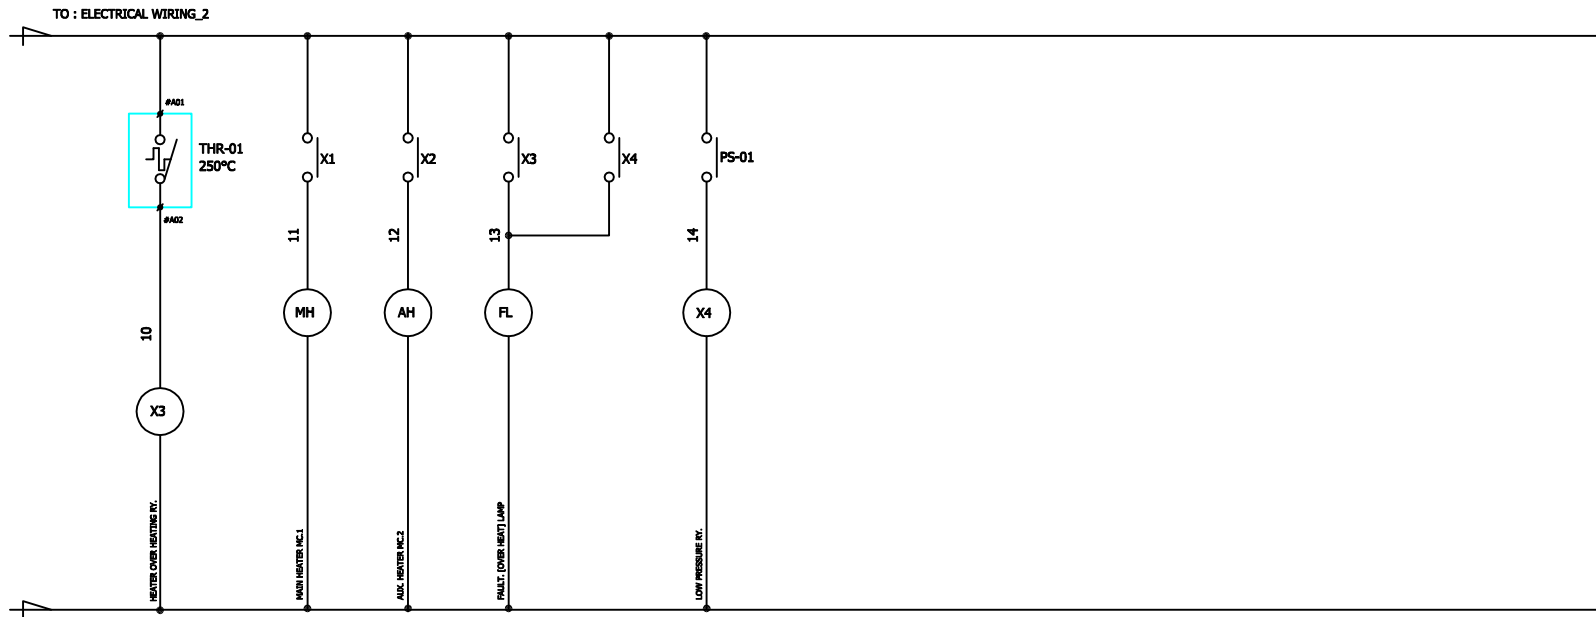 TO : ELECTRICAL WIRING_2
#A01
THR-01
250°C
#A02
X1
X2
X3
X4
PS-01
11
12
13
14
MH
AH
FL
X4
10
X3
HEATER OVER HEATING RY.
MAIN HEATER MC.1
AUX. HEATER MC.2
FAULT. [OVER HEAT] LAMP
LOW PRESSURE RY.